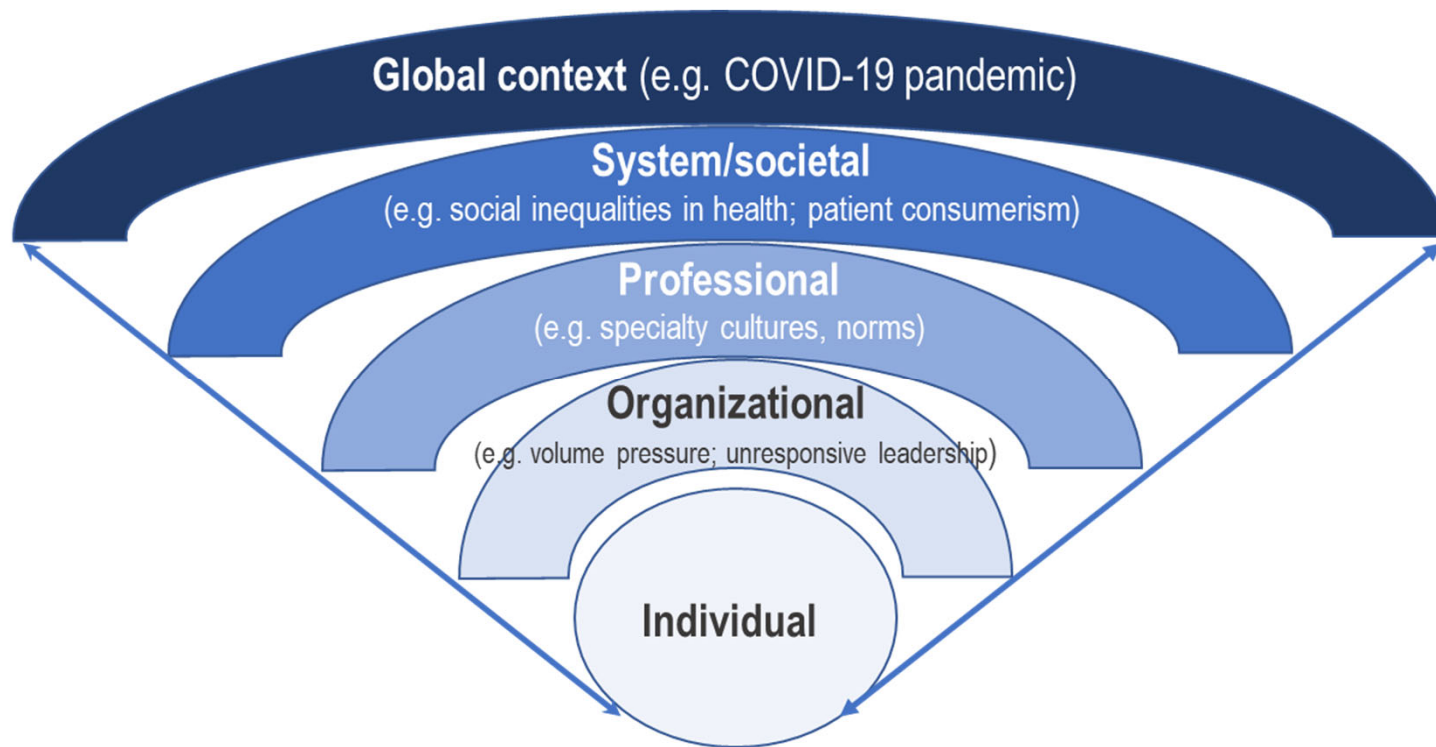 Global context (e.g. COVID-19 pandemic)
System/societal
(e.g. social inequalities in health; patient consumerism)
Professional
(e.g. specialty cultures, norms)
Organizational
(e.g. volume pressure; unresponsive leadership)
Individual